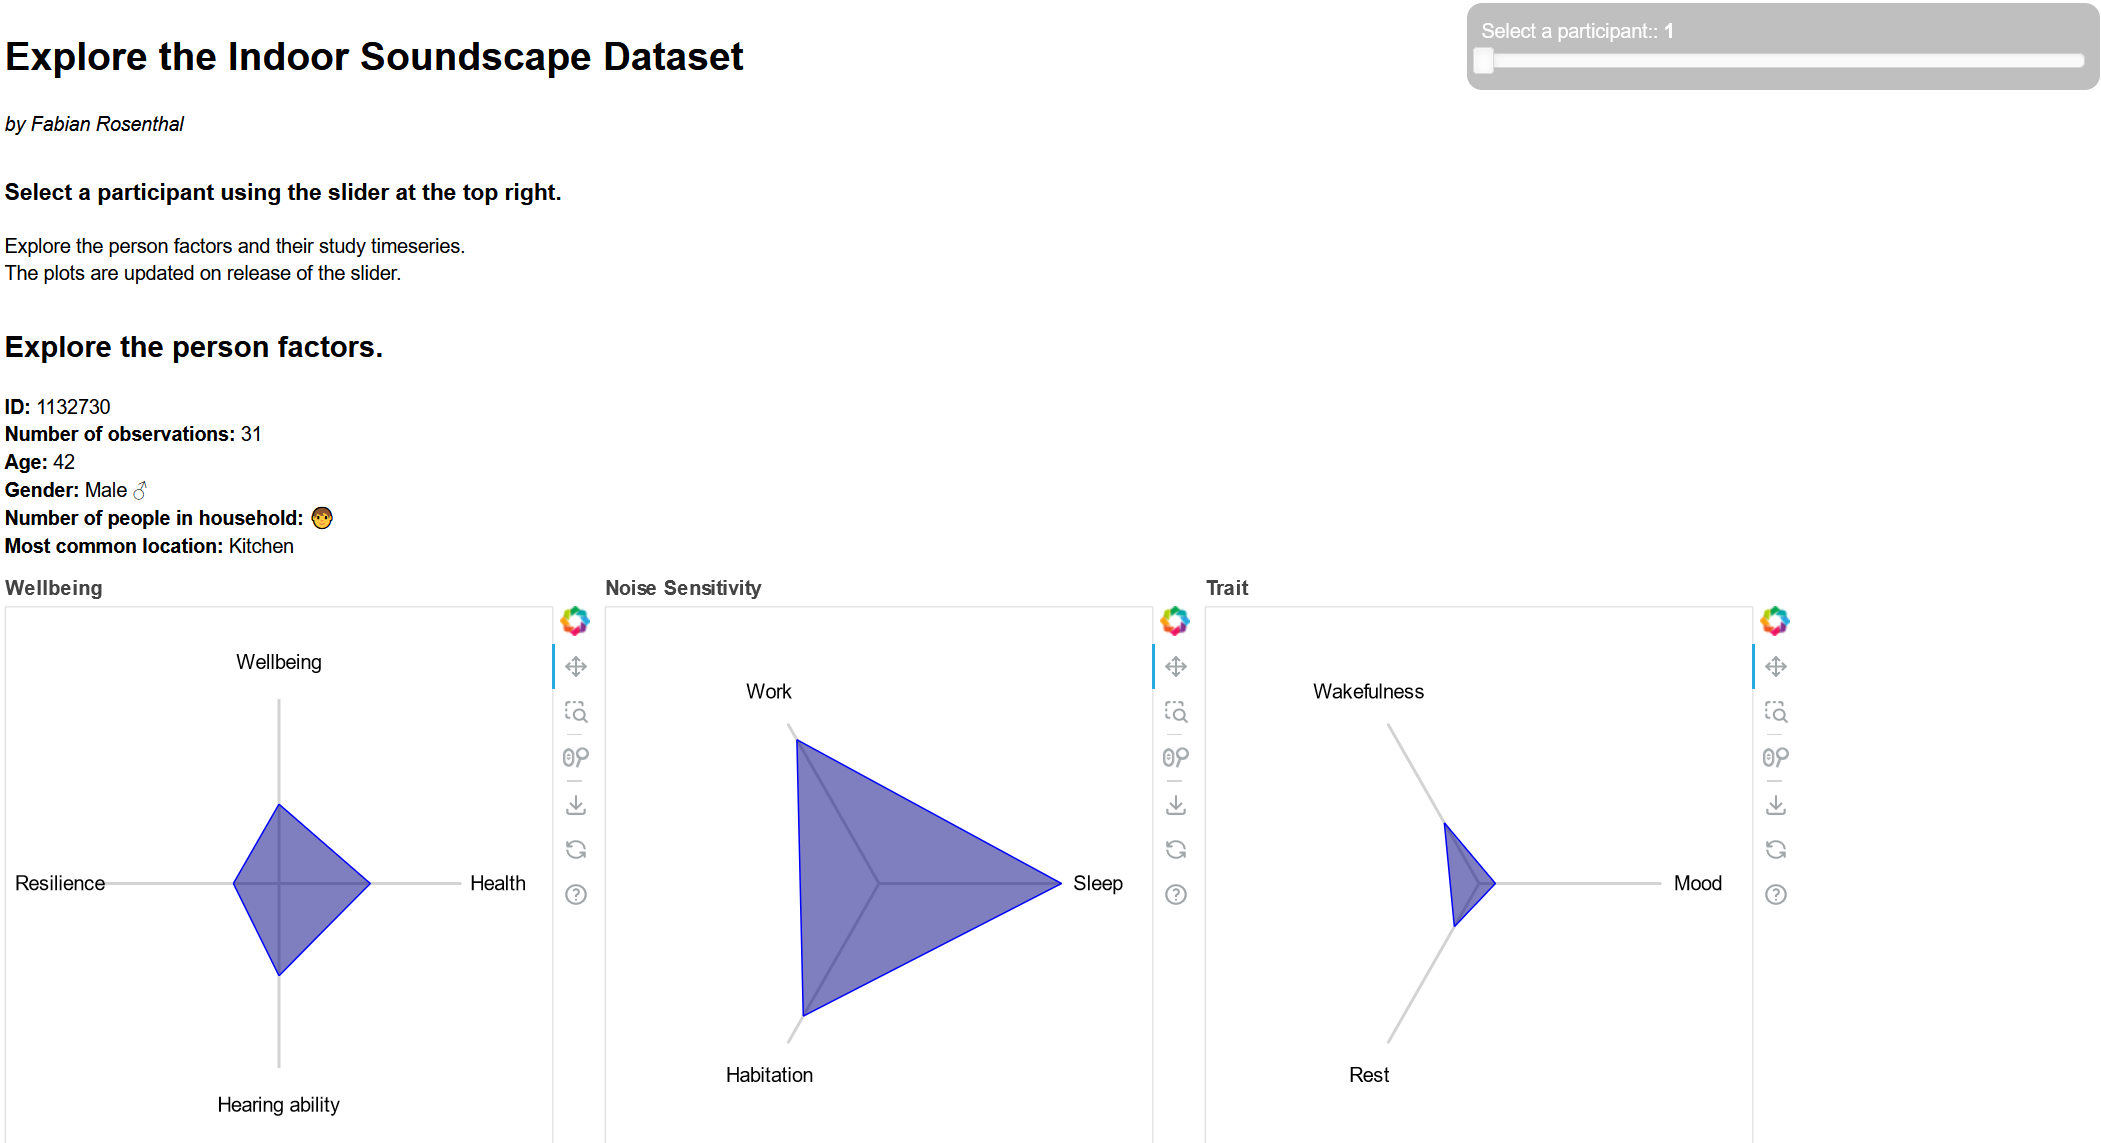 Select a participant:: 1
Explore the Indoor Soundscape Dataset
by Fabian Rosenthal
Select a participant using the slider at the top right.
Explore the person factors and their study timeseries.
The plots are updated on release of the slider.
Explore the person factors.
ID: 1132730
Number of observations: 31
Age: 42
Gender: Male ♂
Number of people in household:
Most common location: Kitchen
Wellbeing
Wellbeing
Resilience
Health
Hearing ability
Noise Sensitivity
Work
Sleep
Habitation
Trait
Wakefulness
Mood
Rest